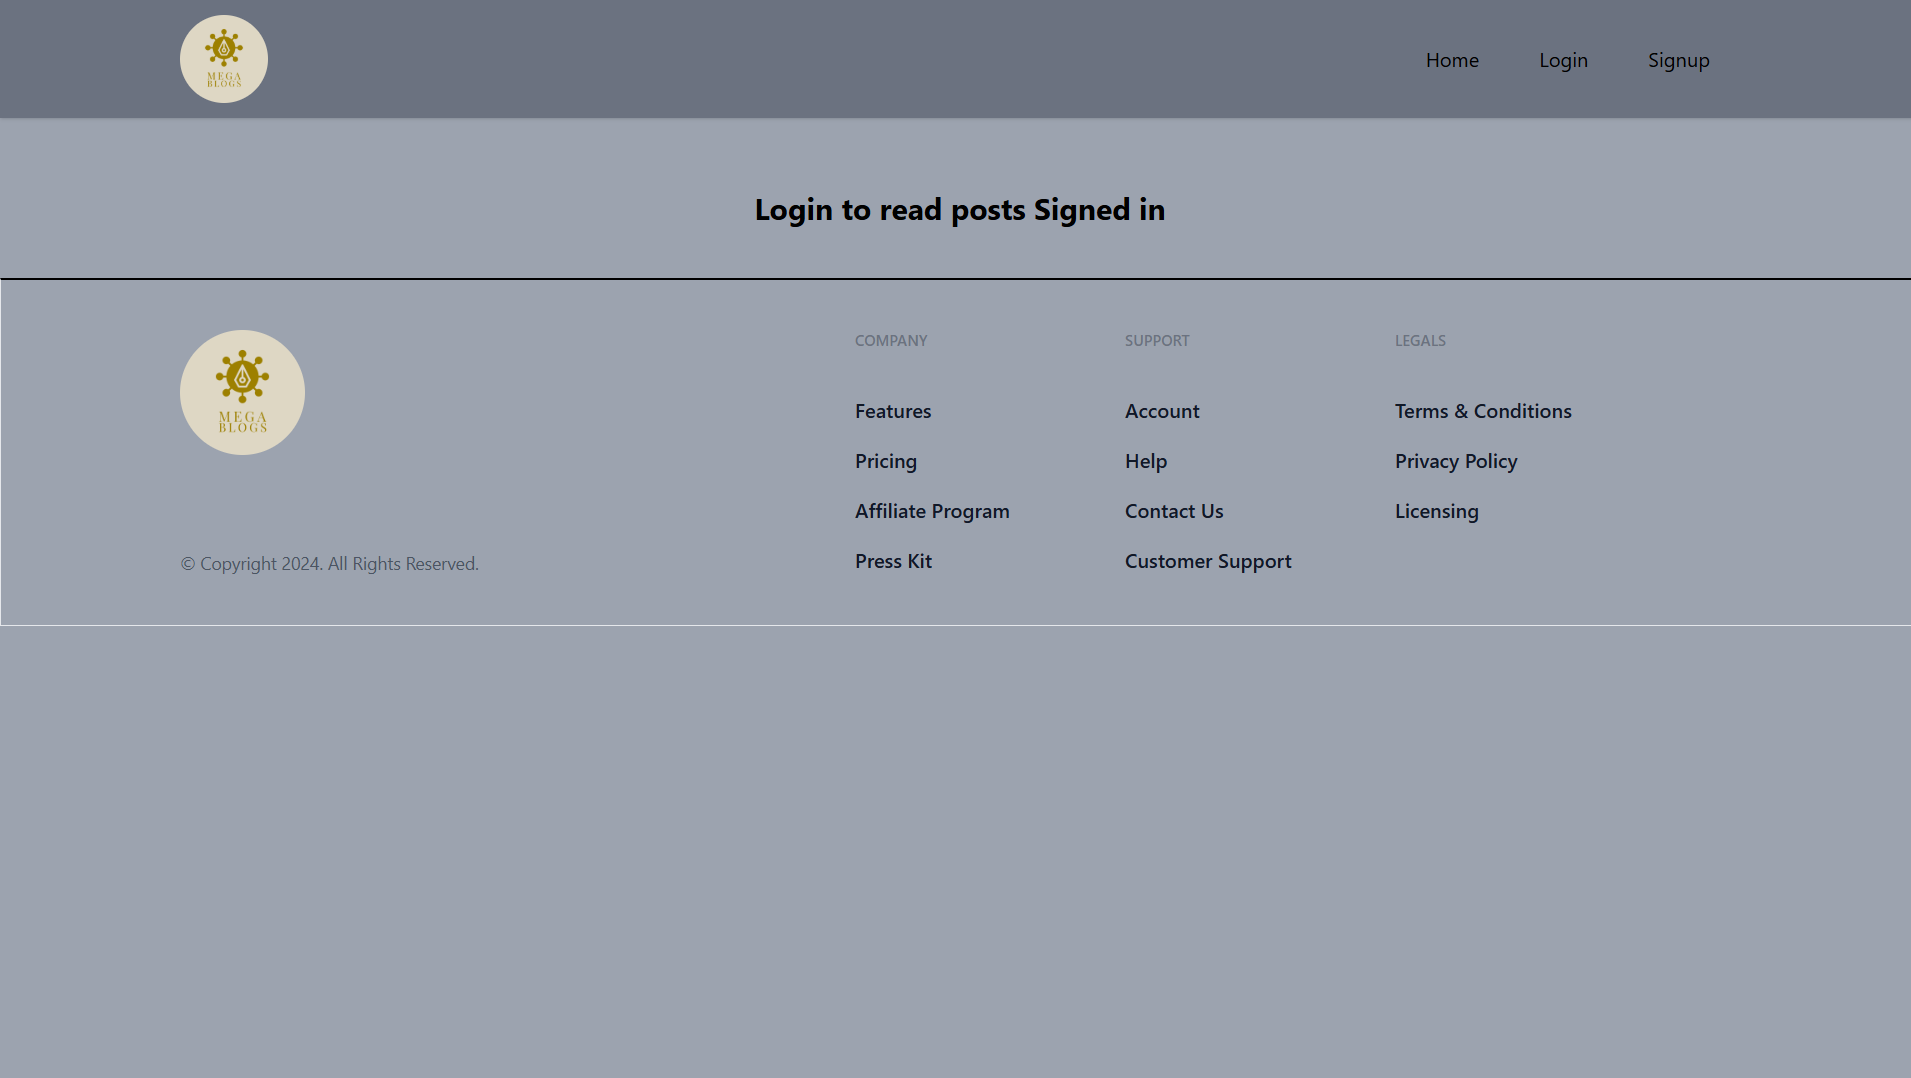 MEGA
BLOGS
Home
Login
Signup
Login to read posts Signed in
MEGA
BLOGS
© Copyright 2024. All Rights Reserved.
COMPANY
Features
Pricing
Affiliate Program
Press Kit
SUPPORT
Account
Help
Contact Us
Customer Support
LEGALS
Terms & Conditions
Privacy Policy
Licensing